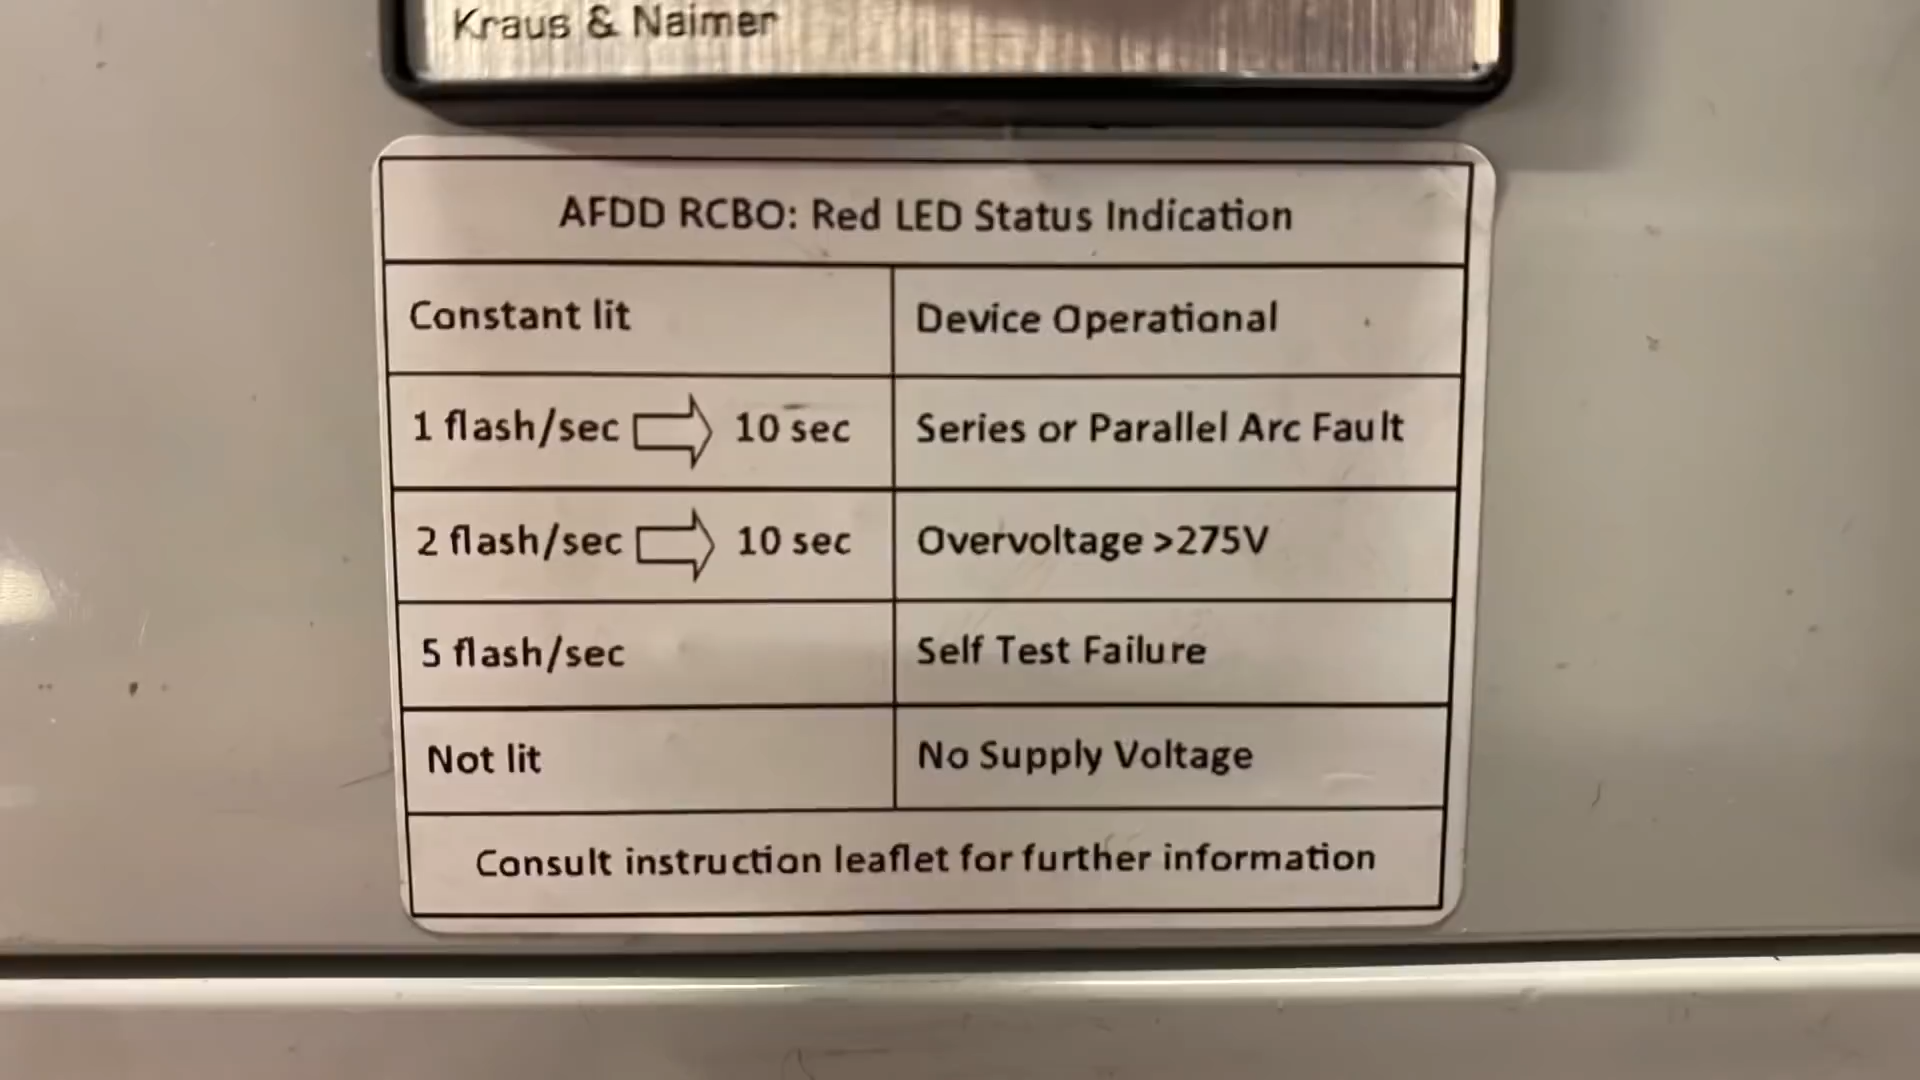 Kraus & Naimer
AFDD RCBO: Red LED Status Indication
Constant lit Device Operational
1 flash/sec 10 sec Series or Parallel Arc Fault
2 flash/sec 10 sec Overvoltage >275V
5 flash/sec Self Test Failure
Not lit No Supply Voltage
Consult instruction leaflet for further information